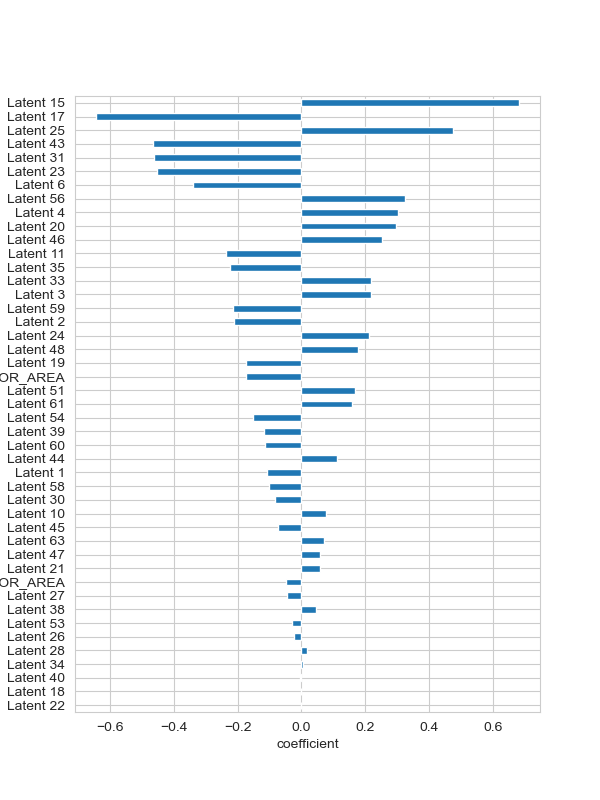 Latent 15
Latent 17
Latent 25
Latent 43
Latent 31
Latent 23
Latent 6
Latent 56
Latent 4
Latent 20
Latent 46
Latent 11
Latent 35
Latent 33
Latent 3
Latent 59
Latent 2
Latent 24
Latent 48
Latent 19
OR_AREA
Latent 51
Latent 61
Latent 54
Latent 39
Latent 60
Latent 44
Latent 1
Latent 58
Latent 30
Latent 10
Latent 45
Latent 63
Latent 47
Latent 21
OR_AREA
Latent 27
Latent 38
Latent 53
Latent 26
Latent 28
Latent 34
Latent 40
Latent 18
Latent 22
−0.6 −0.4 −0.2 0.0 0.2 0.4 0.6
coefficient